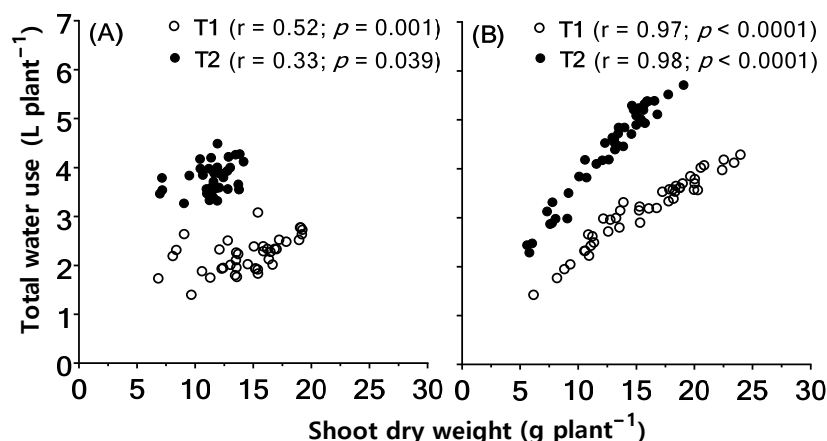 (A)
T1 (r = 0.52; p = 0.001)
T2 (r = 0.33; p = 0.039)
(B)
T1 (r = 0.97; p < 0.0001)
T2 (r = 0.98; p < 0.0001)
Total water use (L plant⁻¹)
7
6
5
4
3
2
1
0
0 5 10 15 20 25 30
0 5 10 15 20 25 30
Shoot dry weight (g plant⁻¹)